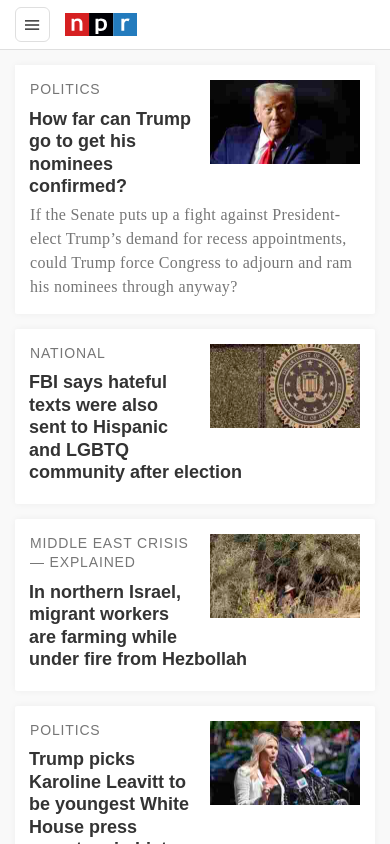 npr
POLITICS
How far can Trump
go to get his
nominees
confirmed?
If the Senate puts up a fight against President-
elect Trump’s demand for recess appointments,
could Trump force Congress to adjourn and ram
his nominees through anyway?
NATIONAL
FBI says hateful
texts were also
sent to Hispanic
and LGBTQ
community after election
MIDDLE EAST CRISIS
— EXPLAINED
In northern Israel,
migrant workers
are farming while
under fire from Hezbollah
POLITICS
Trump picks
Karoline Leavitt to
be youngest White
House press